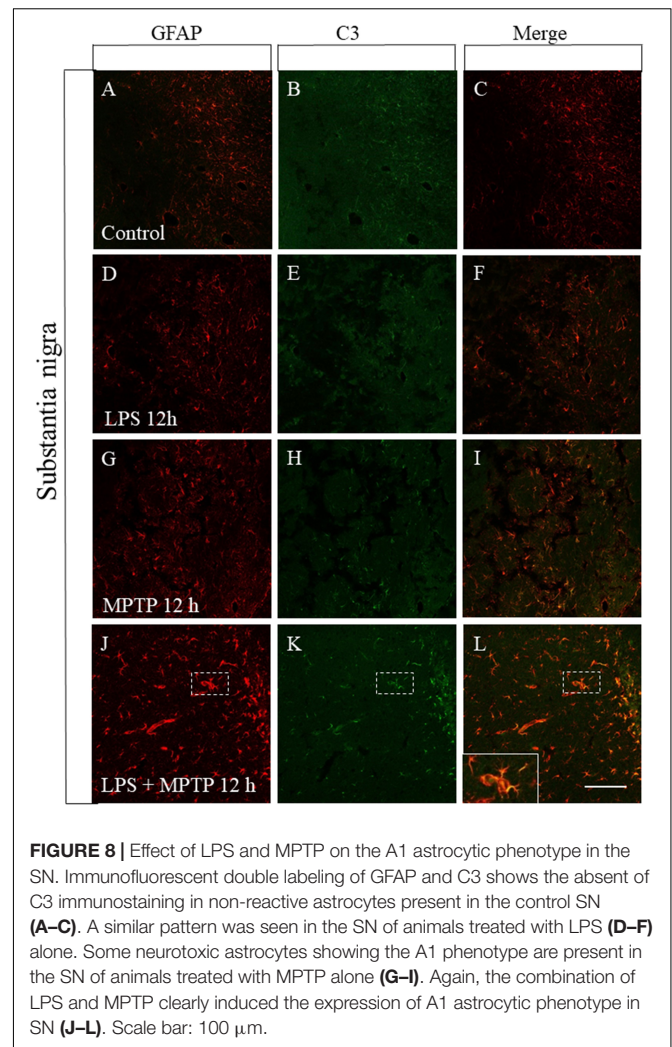 GFAP C3 Merge
Substantia nigra
A B C
Control
D E F
LPS 12h
G H I
MPTP 12 h
J K L
LPS + MPTP 12 h
FIGURE 8 | Effect of LPS and MPTP on the A1 astrocytic phenotype in the
SN. Immunofluorescent double labeling of GFAP and C3 shows the absent of
C3 immunostaining in non-reactive astrocytes present in the control SN
(A–C). A similar pattern was seen in the SN of animals treated with LPS (D–F)
alone. Some neurotoxic astrocytes showing the A1 phenotype are present in
the SN of animals treated with MPTP alone (G–I). Again, the combination of
LPS and MPTP clearly induced the expression of A1 astrocytic phenotype in
SN (J–L). Scale bar: 100 μm.